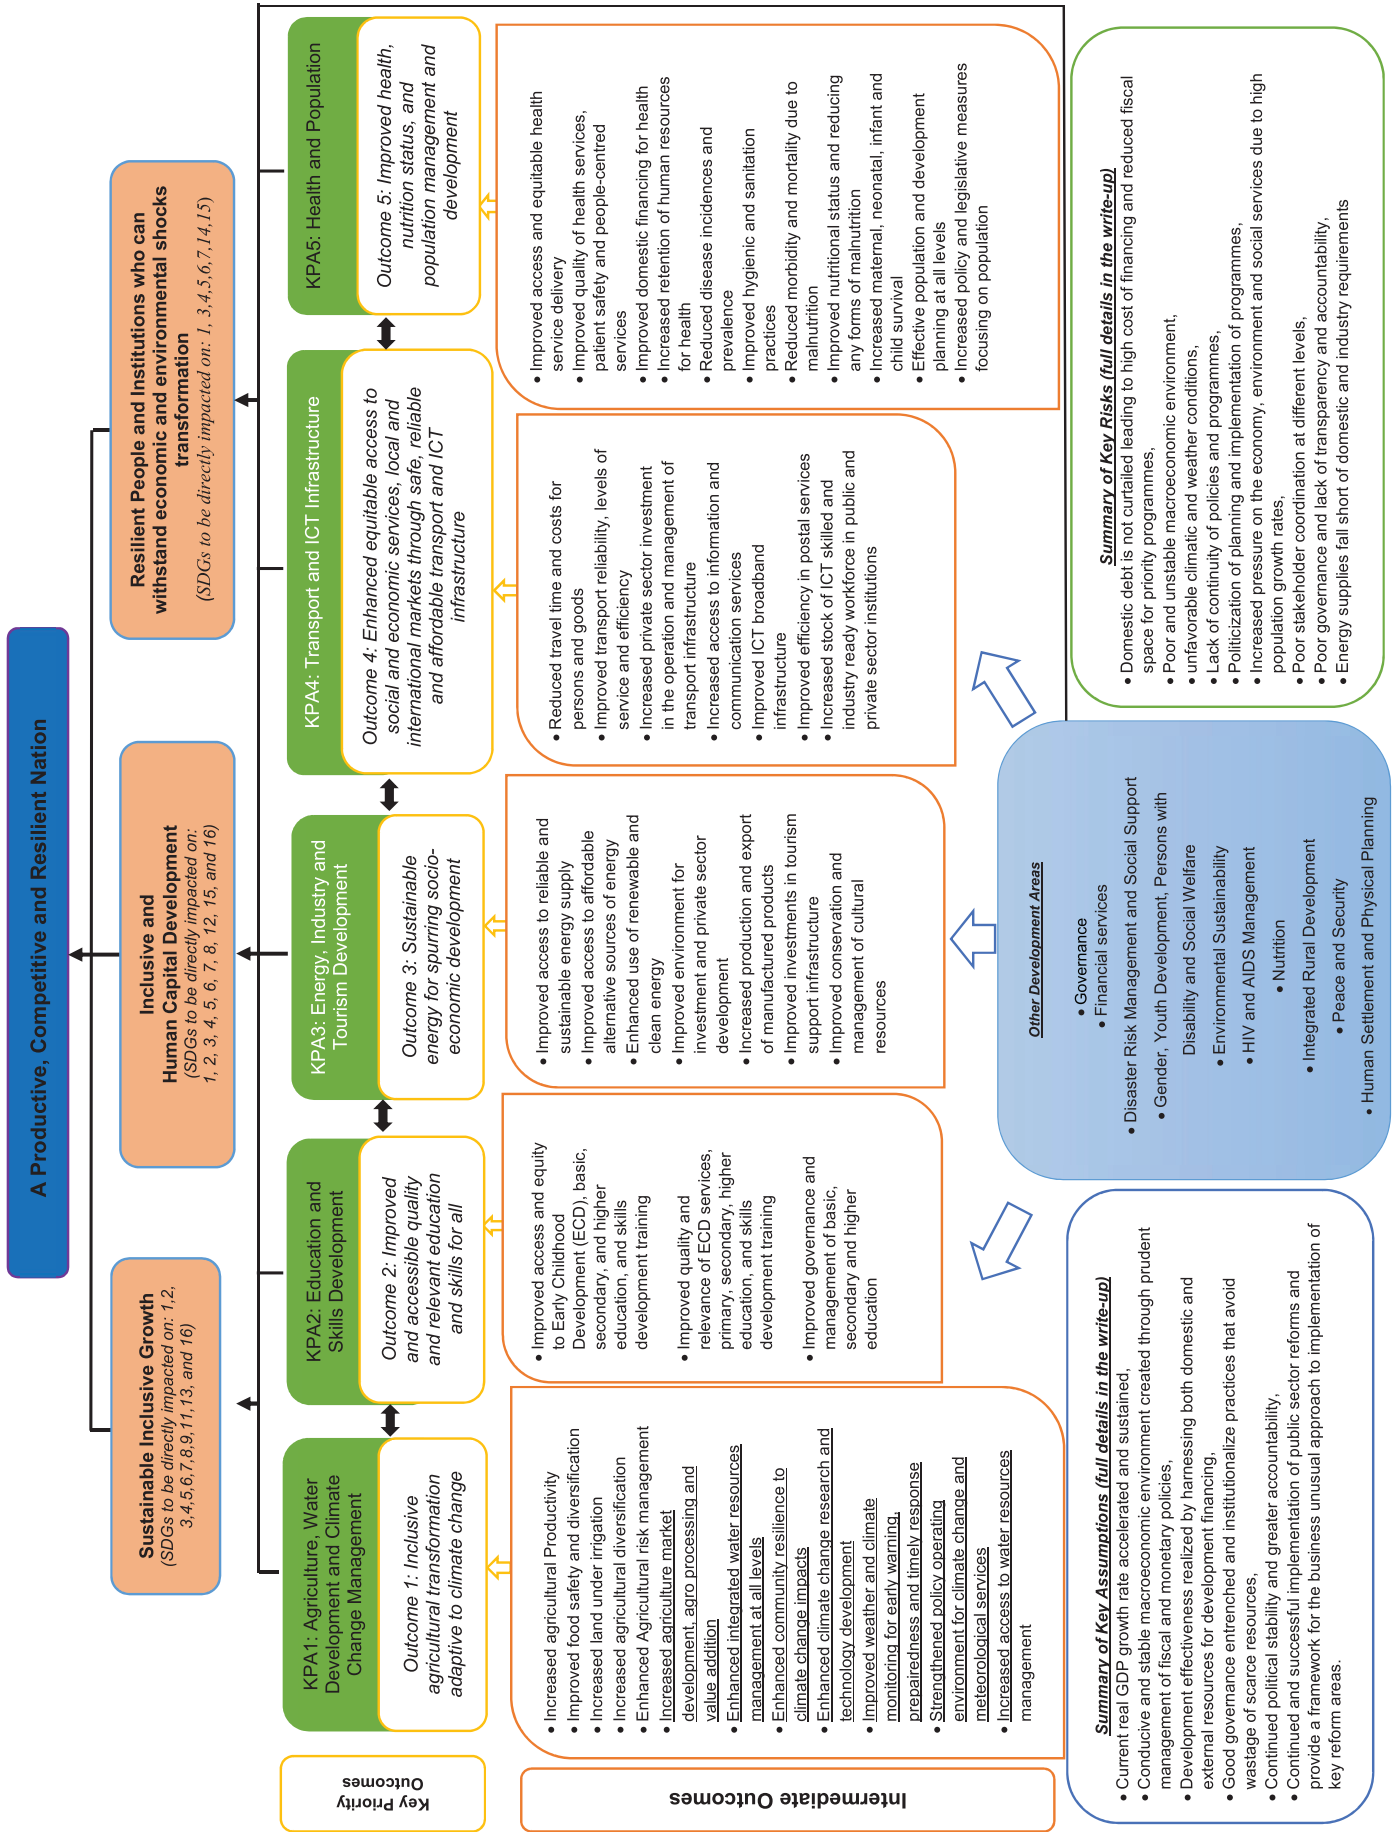 A Productive, Competitive and Resilient Nation
Sustainable Inclusive Growth
(SDGs to be directly impacted on: 1,2,
3,4,5,6,7,8,9,11,13, and 16)
Inclusive and
Human Capital Development
(SDGs to be directly impacted on:
1, 2, 3, 4, 5, 6, 7, 8, 12, 15, and 16)
Resilient People and Institutions who can
withstand economic and environmental shocks
transformation
(SDGs to be directly impacted on: 1, 3,4,5,6,7,14,15)
Key Priority
Outcomes
KPA1: Agriculture, Water
Development and Climate
Change Management
Outcome 1: Inclusive
agricultural transformation
adaptive to climate change
KPA2: Education and
Skills Development
Outcome 2: Improved
and accessible quality
and relevant education
and skills for all
KPA3: Energy, Industry and
Tourism Development
Outcome 3: Sustainable
energy for spurring socio-
economic development
KPA4: Transport and ICT Infrastructure
Outcome 4: Enhanced equitable access to
social and economic services, local and
international markets through safe, reliable
and affordable transport and ICT
infrastructure
KPA5: Health and Population
Outcome 5: Improved health,
nutrition status, and
population management and
development
Intermediate Outcomes
• Increased agricultural Productivity
• Improved food safety and diversification
• Increased land under irrigation
• Increased agricultural diversification
• Enhanced Agricultural risk management
• Increased agriculture market
development, agro processing and
value addition
• Enhanced integrated water resources
management at all levels
• Enhanced community resilience to
climate change impacts
• Enhanced climate change research and
technology development
• Improved weather and climate
monitoring for early warning,
prepairedness and timely response
• Strengthened policy operating
environment for climate change and
meteorological services
• Increased access to water resources
management
• Improved access and equity
to Early Childhood
Development (ECD), basic,
secondary, and higher
education, and skills
development training
• Improved quality and
relevance of ECD services,
primary, secondary, higher
education, and skills
development training
• Improved governance and
management of basic,
secondary and higher
education
• Improved access to reliable and
sustainable energy supply
• Improved access to affordable
alternative sources of energy
• Enhanced use of renewable and
clean energy
• Improved environment for
investment and private sector
development
• Increased production and export
of manufactured products
• Improved investments in tourism
support infrastructure
• Improved conservation and
management of cultural
resources
• Reduced travel time and costs for
persons and goods
• Improved transport reliability, levels of
service and efficiency
• Increased private sector investment
in the operation and management of
transport infrastructure
• Increased access to information and
communication services
• Improved ICT broadband
infrastructure
• Improved efficiency in postal services
• Increased stock of ICT skilled and
industry ready workforce in public and
private sector institutions
• Improved access and equitable health
service delivery
• Improved quality of health services,
patient safety and people-centred
services
• Improved domestic financing for health
• Increased retention of human resources
for health
• Reduced disease incidences and
prevalence
• Improved hygienic and sanitation
practices
• Reduced morbidity and mortality due to
malnutrition
• Improved nutritional status and reducing
any forms of malnutrition
• Increased maternal, neonatal, infant and
child survival
• Effective population and development
planning at all levels
• Increased policy and legislative measures
focusing on population
Summary of Key Assumptions (full details in the write-up)
• Current real GDP growth rate accelerated and sustained,
• Conducive and stable macroeconomic environment created through prudent
management of fiscal and monetary policies,
• Development effectiveness realized by harnessing both domestic and
external resources for development financing,
• Good governance entrenched and institutionalize practices that avoid
wastage of scarce resources,
• Continued political stability and greater accountability,
• Continued and successful implementation of public sector reforms and
provide a framework for the business unusual approach to implementation of
key reform areas.
Other Development Areas
• Governance
• Financial services
• Disaster Risk Management and Social Support
• Gender, Youth Development, Persons with
Disability and Social Welfare
• Environmental Sustainability
• HIV and AIDS Management
• Nutrition
• Integrated Rural Development
• Peace and Security
• Human Settlement and Physical Planning
Summary of Key Risks (full details in the write-up)
• Domestic debt is not curtailed leading to high cost of financing and reduced fiscal
space for priority programmes,
• Poor and unstable macroeconomic environment,
• unfavorable climatic and weather conditions,
• Lack of continuity of policies and programmes,
• Politicization of planning and implementation of programmes,
• Increased pressure on the economy, environment and social services due to high
population growth rates,
• Poor stakeholder coordination at different levels,
• Poor governance and lack of transparency and accountability,
• Energy supplies fall short of domestic and industry requirements